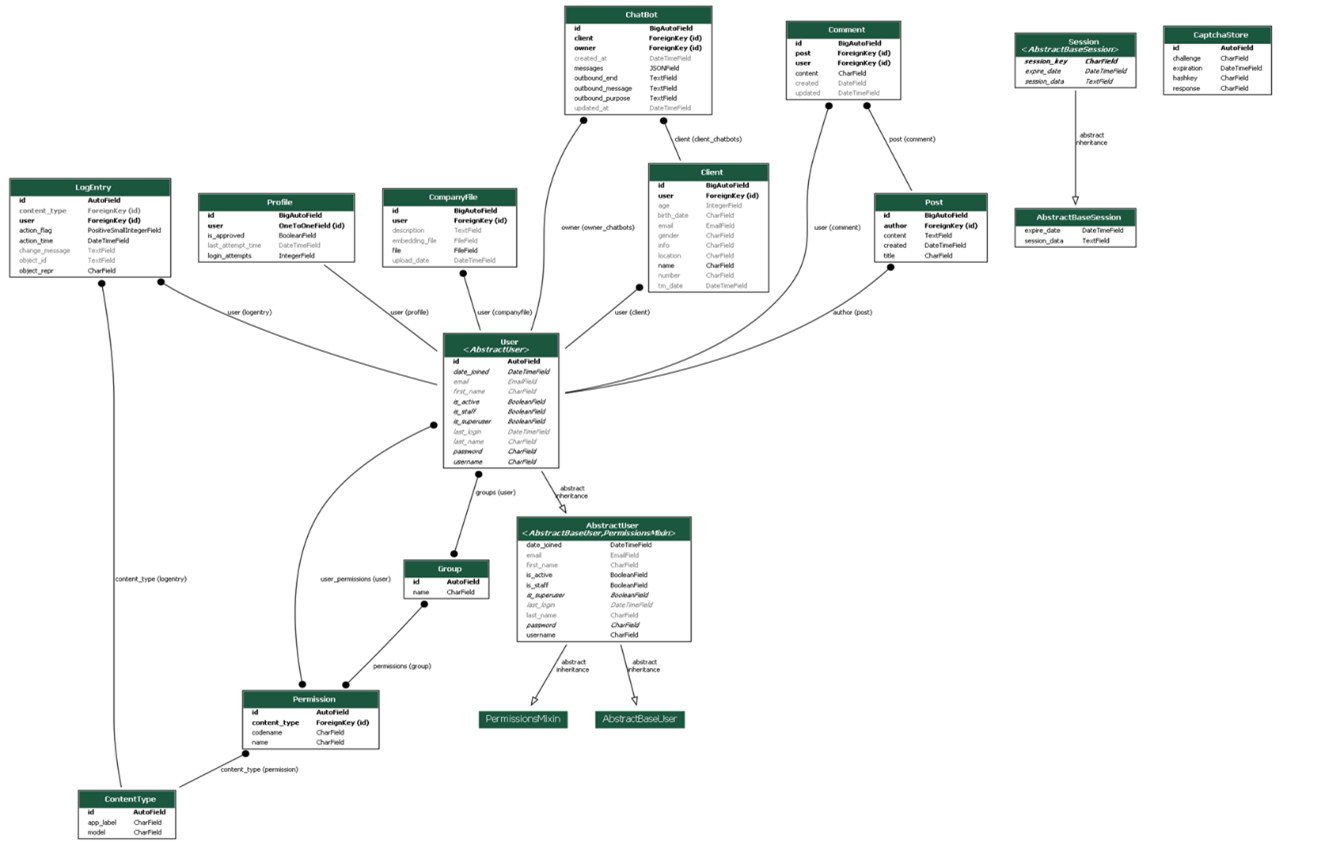 ChatBot
id BigAutoField
client ForeignKey (id)
owner ForeignKey (id)
created_at DateTimeField
messages JSONField
outbound_end TextField
outbound_message TextField
outbound_purpose TextField
updated_at DateTimeField
Comment
id BigAutoField
post ForeignKey (id)
user ForeignKey (id)
content CharField
created DateField
updated DateTimeField
Session
<AbstractBaseSession>
session_key CharField
expire_date DateTimeField
session_data TextField
CaptchaStore
id AutoField
challenge CharField
expiration DateTimeField
hashkey CharField
response CharField
client (client_chatbots)
post (comment)
abstract
inheritance
LogEntry
id AutoField
content_type ForeignKey (id)
user ForeignKey (id)
action_flag PositiveSmallIntegerField
action_time DateTimeField
change_message TextField
object_id TextField
object_repr CharField
Profile
id BigAutoField
user OneToOneField (id)
is_approved BooleanField
last_attempt_time DateTimeField
login_attempts IntegerField
CompanyFile
id BigAutoField
user ForeignKey (id)
description TextField
embedding_file FileField
file FileField
upload_date DateTimeField
Client
id BigAutoField
user ForeignKey (id)
age IntegerField
birth_date CharField
email EmailField
gender CharField
info CharField
location CharField
name CharField
number CharField
tm_date DateTimeField
Post
id BigAutoField
author ForeignKey (id)
content TextField
created DateTimeField
title CharField
AbstractBaseSession
expire_date DateTimeField
session_data TextField
owner (owner_chatbots)
user (comment)
user (logentry)
user (profile)
user (companyfile)
user (client)
author (post)
User
<AbstractUser>
id AutoField
date_joined DateTimeField
email EmailField
first_name CharField
is_active BooleanField
is_staff BooleanField
is_superuser BooleanField
last_login DateTimeField
last_name CharField
password CharField
username CharField
groups (user)
abstract
inheritance
AbstractUser
<AbstractBaseUser,PermissionsMixin>
date_joined DateTimeField
email EmailField
first_name CharField
is_active BooleanField
is_staff BooleanField
is_superuser BooleanField
last_login DateTimeField
last_name CharField
password CharField
username CharField
Group
id AutoField
name CharField
content_type (logentry)
user_permissions (user)
permissions (group)
abstract
inheritance
abstract
inheritance
Permission
id AutoField
content_type ForeignKey (id)
codename CharField
name CharField
PermissionsMixin
AbstractBaseUser
content_type (permission)
ContentType
id AutoField
app_label CharField
model CharField